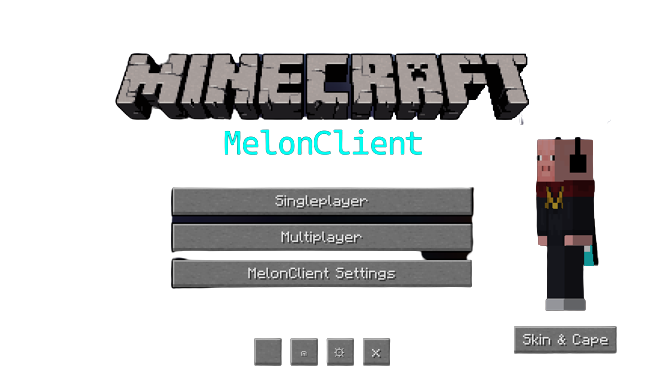 MINECRAFT
MelonClient
Singleplayer
Multiplayer
MelonClient Settings
Skin & Cape